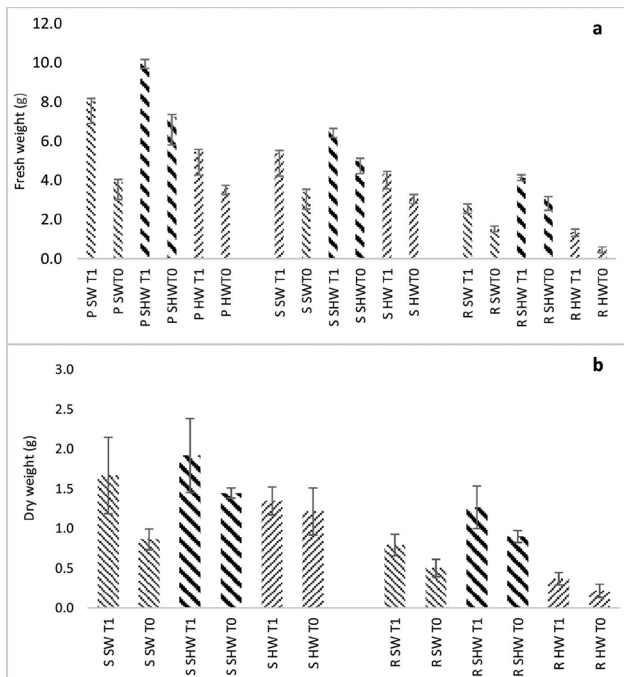 a
12.0
10.0
8.0
6.0
4.0
2.0
0.0
Fresh weight (g)
P SW T1
P SWT0
P SHW T1
P SHWT0
P HW T1
P HWT0
S SW T1
S SWT0
S SHW T1
S SHWT0
S HW T1
S HWT0
R SW T1
R SWT0
R SHW T1
R SHWT0
R HW T1
R HWT0
b
3.0
2.5
2.0
1.5
1.0
0.5
0.0
Dry weight (g)
S SW T1
S SW T0
S SHW T1
S SHW T0
S HW T1
S HW T0
R SW T1
R SW T0
R SHW T1
R SHW T0
R HW T1
R HW T0